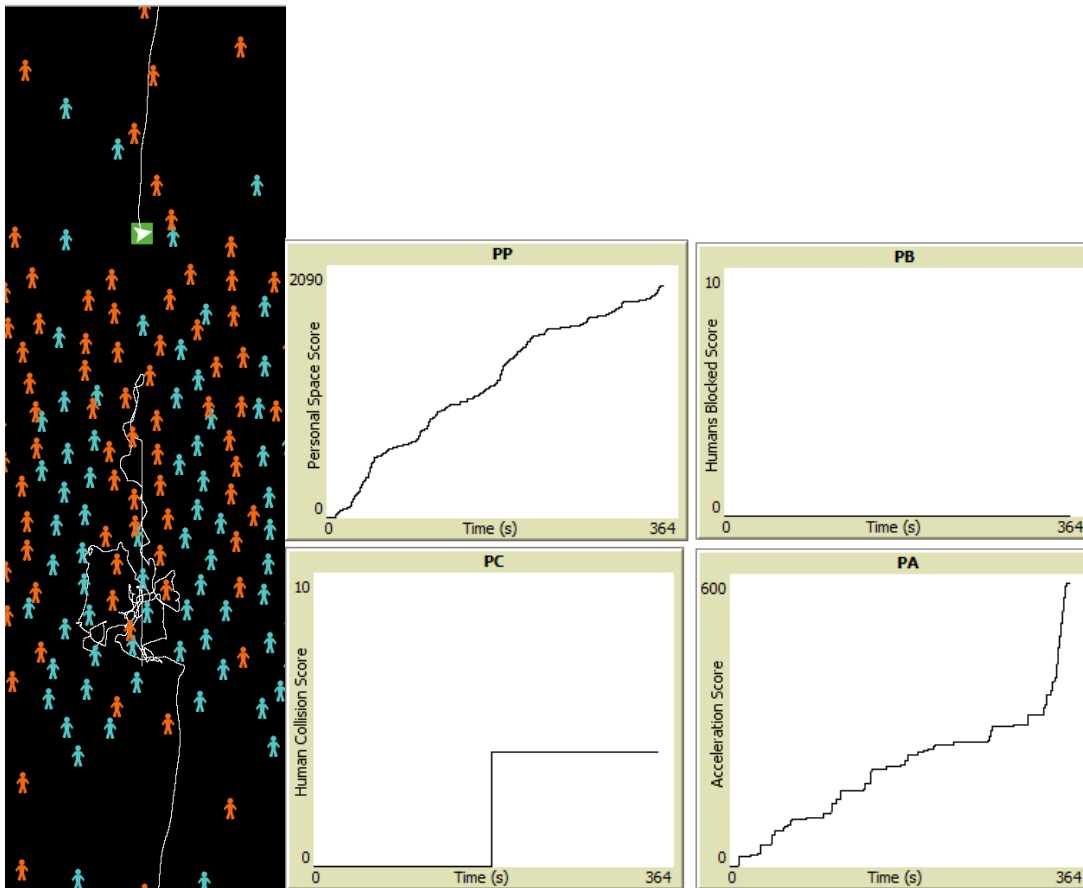 PP
2090
Personal Space Score
0
0
Time (s)
364
PB
10
Humans Blocked Score
0
0
Time (s)
364
PC
10
Human Collision Score
0
0
Time (s)
364
PA
600
Acceleration Score
0
0
Time (s)
364